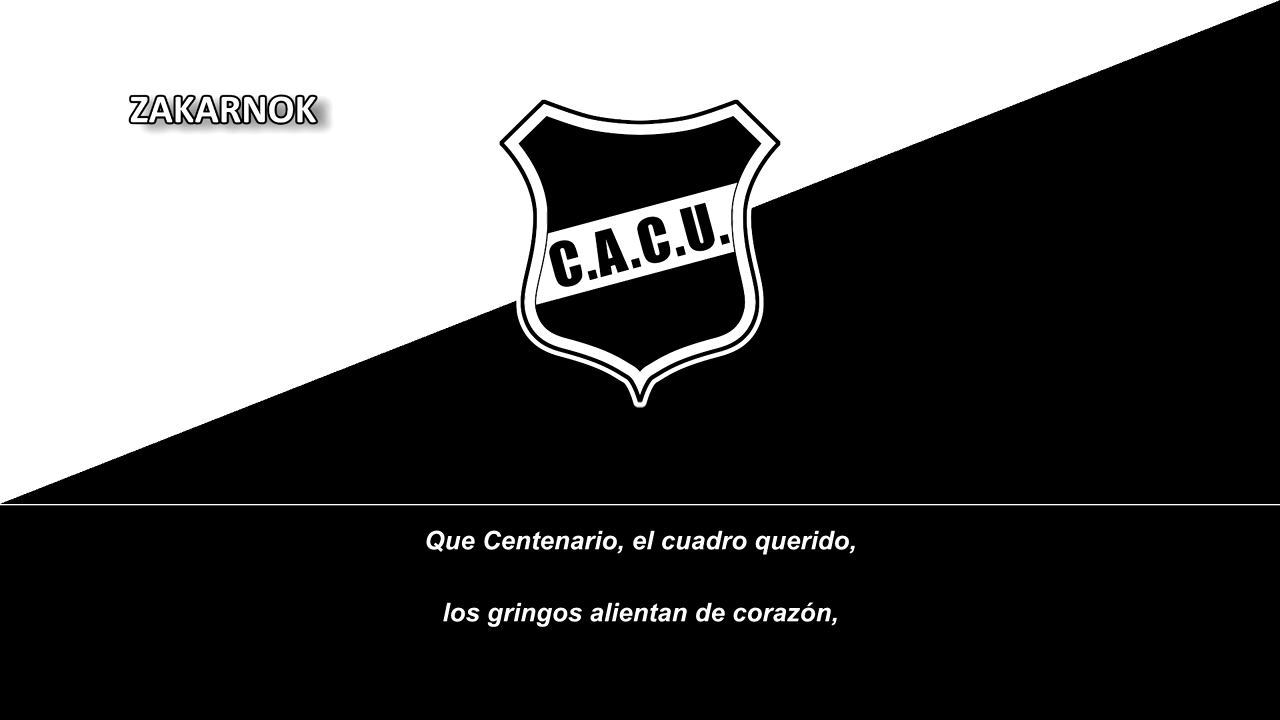 ZAKARNOK
C.A.C.U.
Que Centenario, el cuadro querido,
los gringos alientan de corazón,